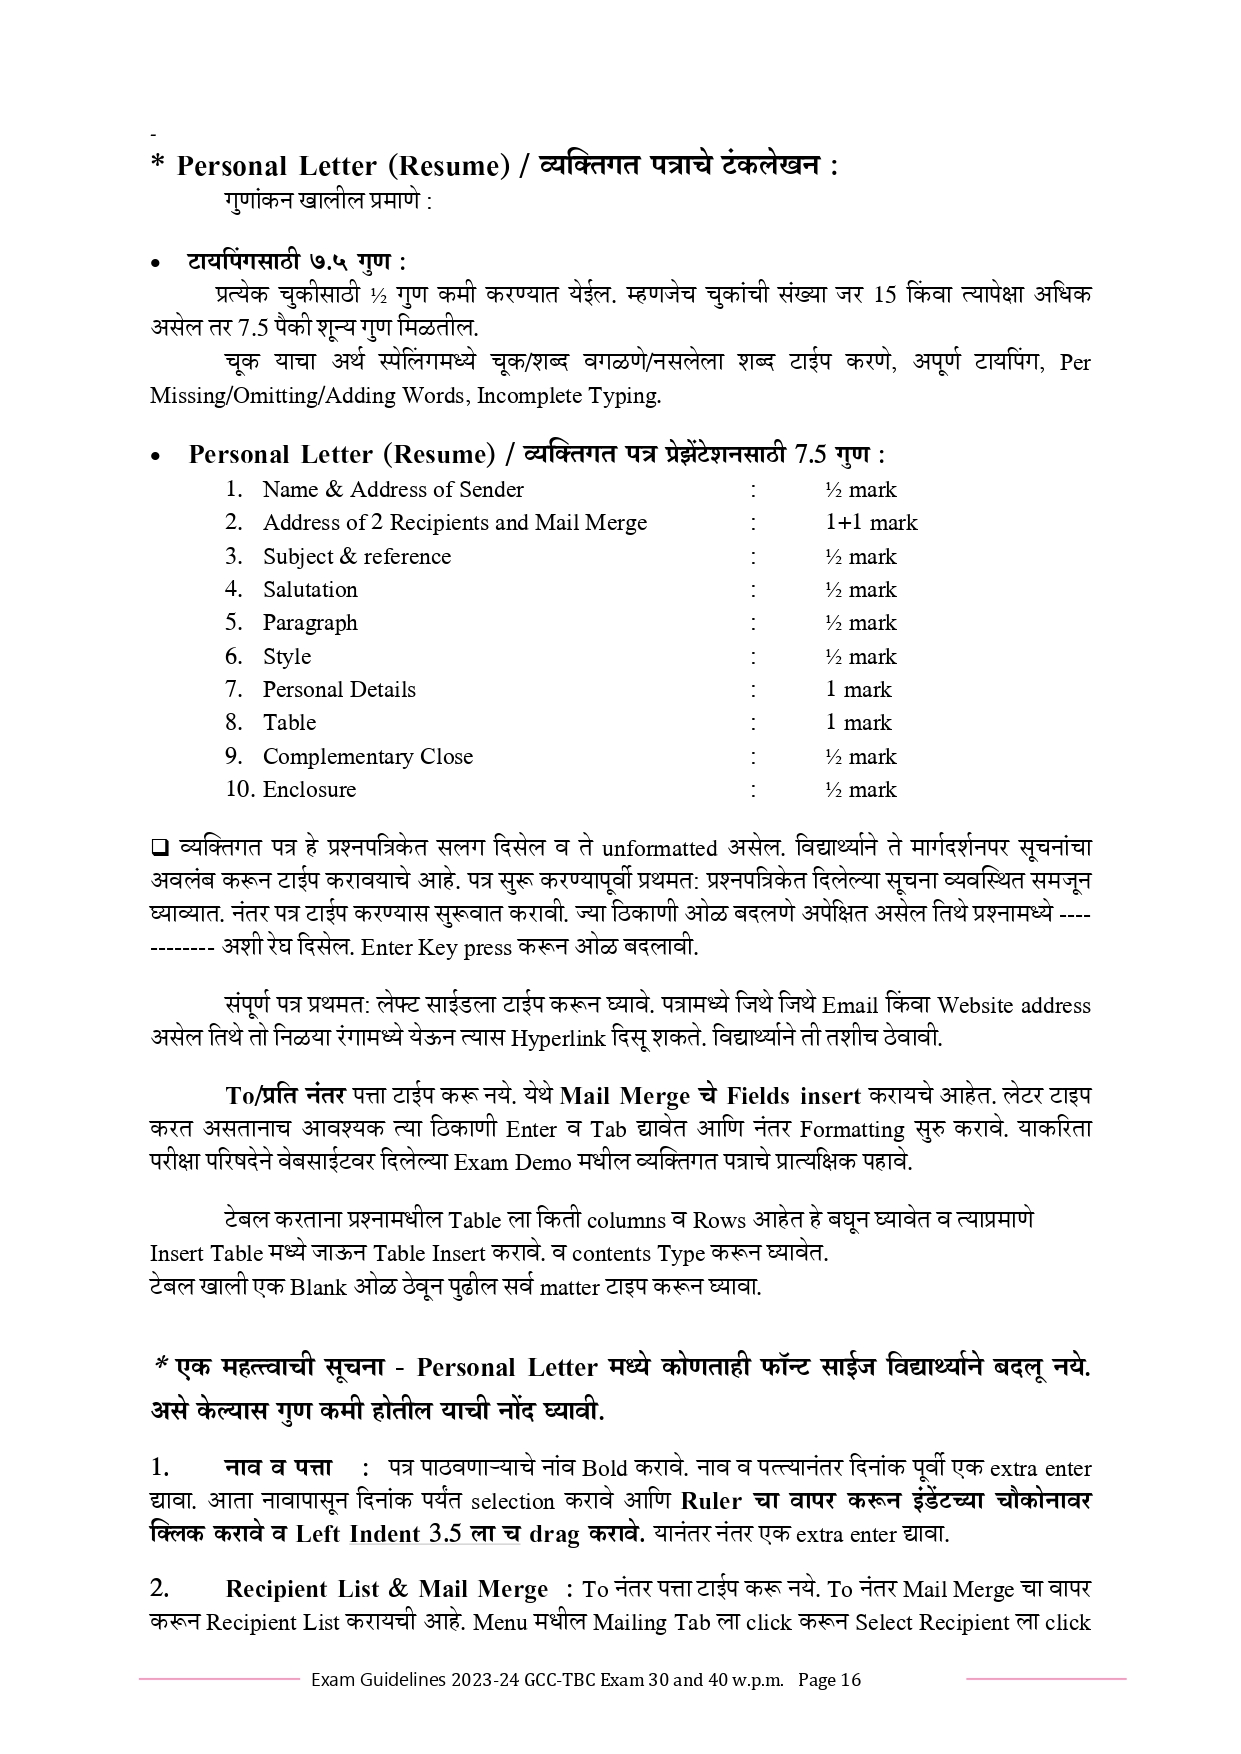 -
* Personal Letter (Resume) / व्यक्तिगत पत्राचे टंकलेखन :
गुणांकन खालील प्रमाणे :
• टायपिंगसाठी ७.५ गुण :
प्रत्येक चुकीसाठी ½ गुण कमी करण्यात येईल. म्हणजेच चुकांची संख्या जर 15 किंवा त्यापेक्षा अधिक
असेल तर 7.5 पैकी शून्य गुण मिळतील.
चूक याचा अर्थ स्पेलिंगमध्ये चूक/शब्द वगळणे/नसलेला शब्द टाईप करणे, अपूर्ण टायपिंग, Per
Missing/Omitting/Adding Words, Incomplete Typing.
• Personal Letter (Resume) / व्यक्तिगत पत्र प्रेझेंटेशनसाठी 7.5 गुण :
1. Name & Address of Sender : ½ mark
2. Address of 2 Recipients and Mail Merge : 1+1 mark
3. Subject & reference : ½ mark
4. Salutation : ½ mark
5. Paragraph : ½ mark
6. Style : ½ mark
7. Personal Details : 1 mark
8. Table : 1 mark
9. Complementary Close : ½ mark
10. Enclosure : ½ mark
❑ व्यक्तिगत पत्र हे प्रश्नपत्रिकेत सलग दिसेल व ते unformatted असेल. विद्यार्थ्याने ते मार्गदर्शनपर सूचनांचा
अवलंब करून टाईप करावयाचे आहे. पत्र सुरू करण्यापूर्वी प्रथमत: प्रश्नपत्रिकेत दिलेल्या सूचना व्यवस्थित समजून
घ्याव्यात. नंतर पत्र टाईप करण्यास सुरूवात करावी. ज्या ठिकाणी ओळ बदलणे अपेक्षित असेल तिथे प्रश्नामध्ये ----
------------ अशी रेघ दिसेल. Enter Key press करून ओळ बदलावी.
संपूर्ण पत्र प्रथमत: लेफ्ट साईडला टाईप करून घ्यावे. पत्रामध्ये जिथे जिथे Email किंवा Website address
असेल तिथे तो निळया रंगामध्ये येऊन त्यास Hyperlink दिसू शकते. विद्यार्थ्याने ती तशीच ठेवावी.
To/प्रति नंतर पत्ता टाईप करू नये. येथे Mail Merge चे Fields insert करायचे आहेत. लेटर टाइप
करत असतानाच आवश्यक त्या ठिकाणी Enter व Tab द्यावेत आणि नंतर Formatting सुरु करावे. याकरिता
परीक्षा परिषदेने वेबसाईटवर दिलेल्या Exam Demo मधील व्यक्तिगत पत्राचे प्रात्यक्षिक पहावे.
टेबल करताना प्रश्नामधील Table ला किती columns व Rows आहेत हे बघून घ्यावेत व त्याप्रमाणे
Insert Table मध्ये जाऊन Table Insert करावे. व contents Type करून घ्यावेत.
टेबल खाली एक Blank ओळ ठेवून पुढील सर्व matter टाइप करून घ्यावा.
* एक महत्त्वाची सूचना - Personal Letter मध्ये कोणताही फॉन्ट साईज विद्यार्थ्याने बदलू नये.
असे केल्यास गुण कमी होतील याची नोंद घ्यावी.
1. नाव व पत्ता : पत्र पाठवणाऱ्याचे नांव Bold करावे. नाव व पत्त्यानंतर दिनांक पूर्वी एक extra enter
द्यावा. आता नावापासून दिनांक पर्यंत selection करावे आणि Ruler चा वापर करून इंडेंटच्या चौकोनावर
क्लिक करावे व Left Indent 3.5 ला च drag करावे. यानंतर नंतर एक extra enter द्यावा.
2. Recipient List & Mail Merge : To नंतर पत्ता टाईप करू नये. To नंतर Mail Merge चा वापर
करून Recipient List करायची आहे. Menu मधील Mailing Tab ला click करून Select Recipient ला click
Exam Guidelines 2023-24 GCC-TBC Exam 30 and 40 w.p.m. Page 16